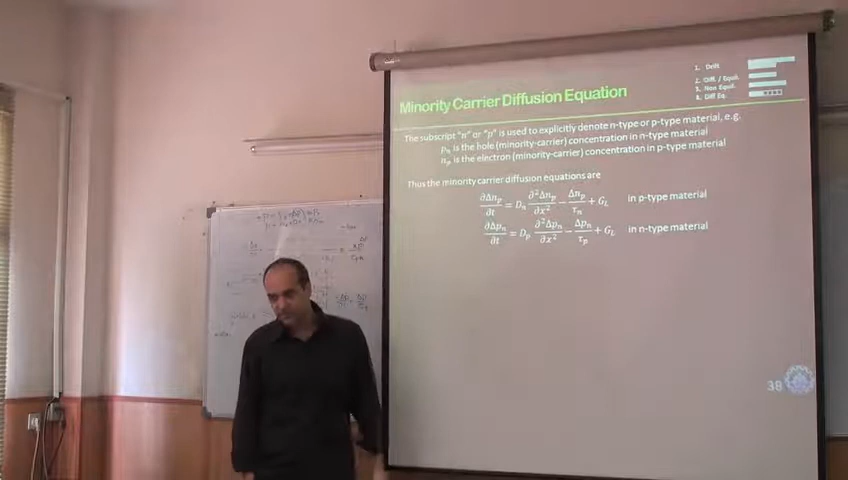 Minority Carrier Diffusion Equation
1. Drift
2. Diff. / Equil.
3. Non Equil.
4. Diff Eq.
The subscript "n" or "p" is used to explicitly denote n-type or p-type material, e.g.
pₙ is the hole (minority-carrier) concentration in n-type material
nₚ is the electron (minority-carrier) concentration in p-type material
Thus the minority carrier diffusion equations are
∂Δnₚ/∂t = Dₙ ∂²Δnₚ/∂x² − Δnₚ/τₙ + G_L in p-type material
∂Δpₙ/∂t = Dₚ ∂²Δpₙ/∂x² − Δpₙ/τₚ + G_L in n-type material
38